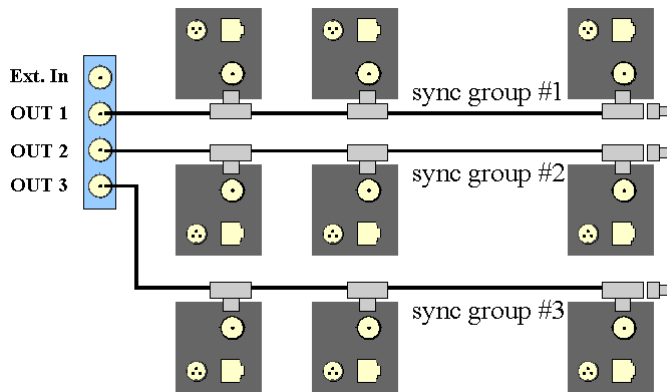 Ext. In
OUT 1
OUT 2
OUT 3
sync group #1
sync group #2
sync group #3